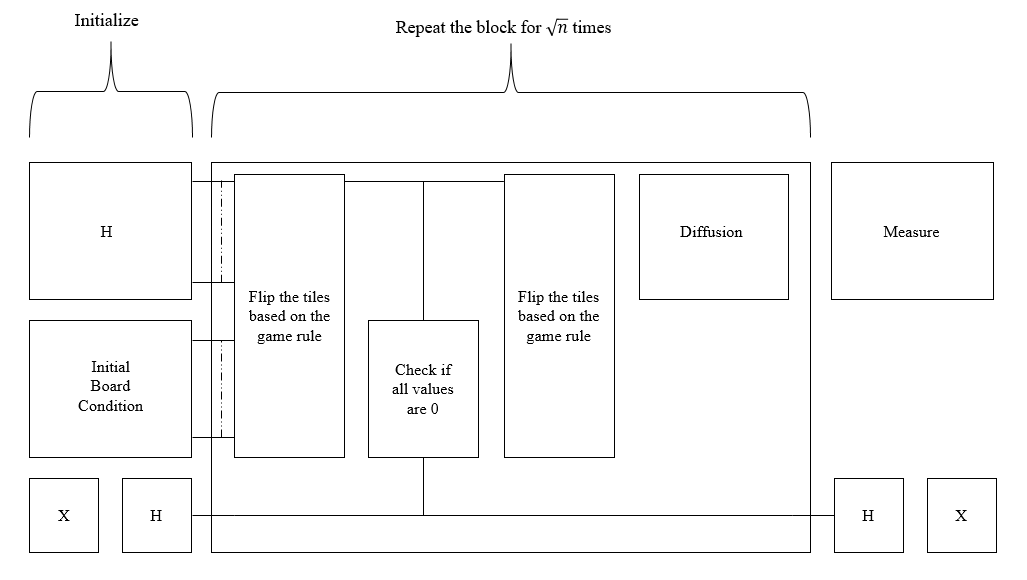 Initialize
Repeat the block for √n times
H
Flip the tiles
based on the
game rule
Flip the tiles
based on the
game rule
Diffusion
Measure
Initial
Board
Condition
Check if
all values
are 0
X
H
H
X